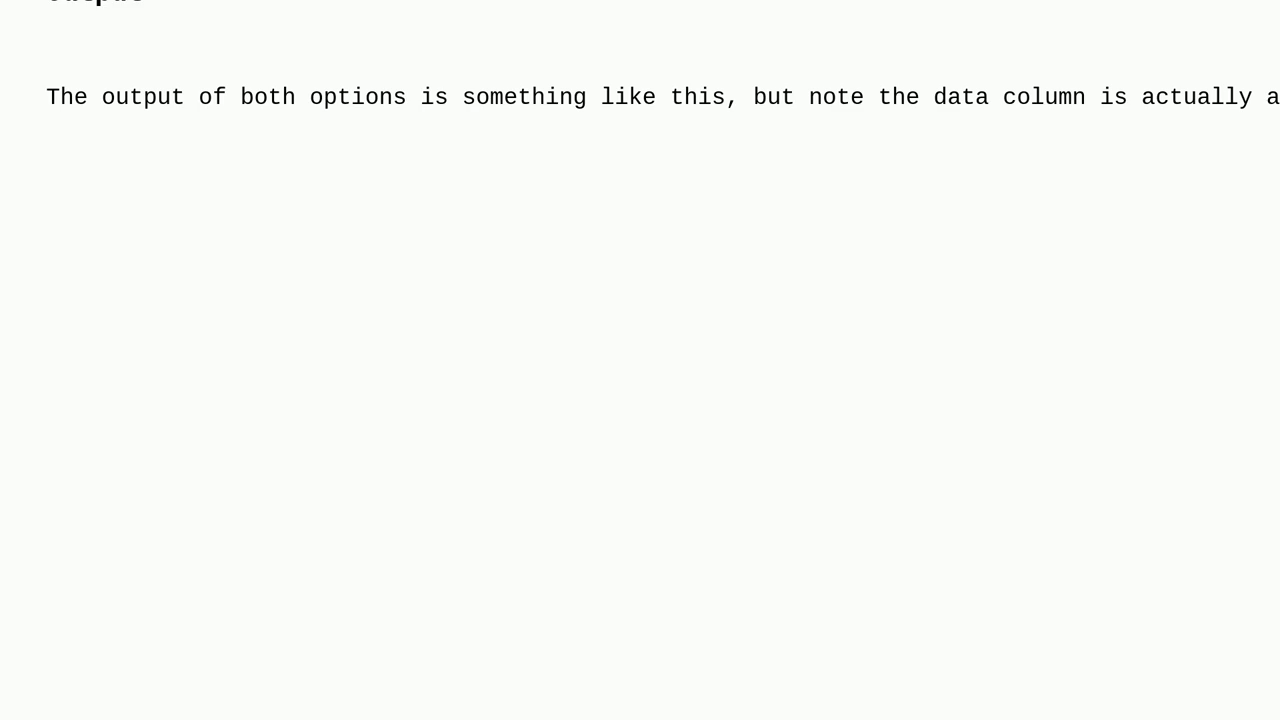 The output of both options is something like this, but note the data column is actually a